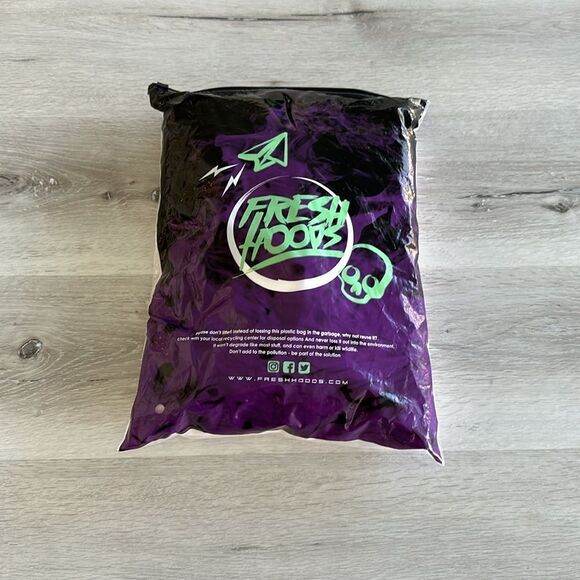 FRESH
HOODS
Please don't litter! Instead of tossing this plastic bag in the garbage, why not reuse it?
Check with your local recycling center for disposal options And never toss it out into the environment.
It won't degrade like most stuff, and can even harm or kill wildlife.
Don't add to the pollution - be part of the solution
WWW.FRESHHOODS.COM